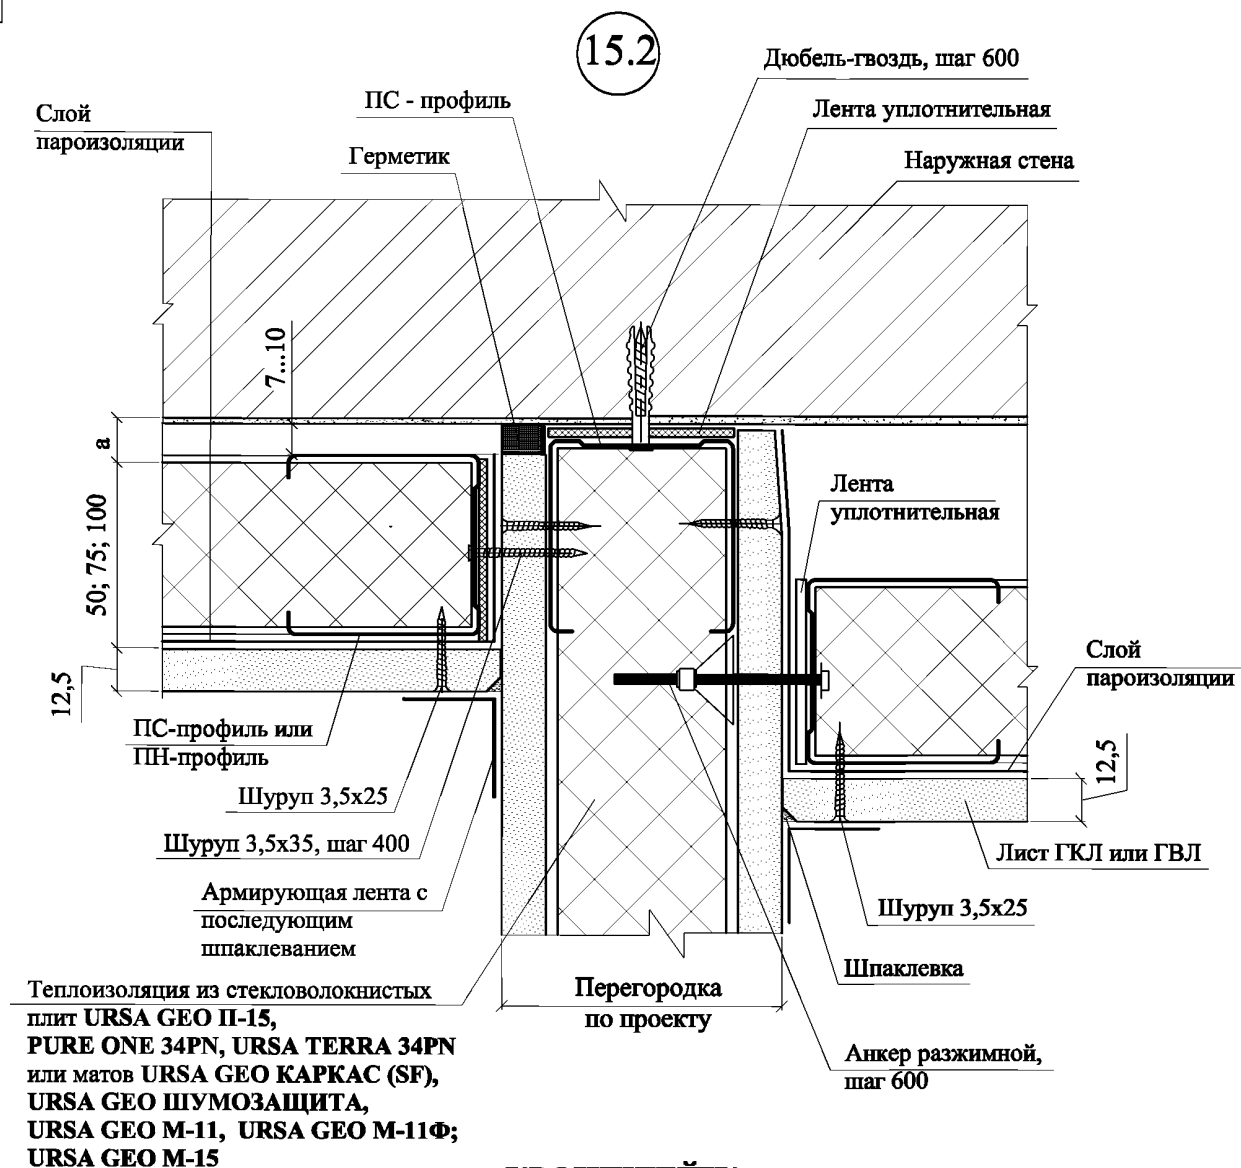 15.2
Дюбель-гвоздь, шаг 600
ПС - профиль
Лента уплотнительная
Слой
пароизоляции
Герметик
Наружная стена
7...10
а
50; 75; 100
12,5
Лента
уплотнительная
Слой
пароизоляции
12,5
ПС-профиль или
ПН-профиль
Шуруп 3,5х25
Шуруп 3,5х35, шаг 400
Лист ГКЛ или ГВЛ
Армирующая лента с
последующим
шпаклеванием
Шуруп 3,5х25
Шпаклевка
Перегородка
по проекту
Теплоизоляция из стекловолокнистых
плит URSA GEO П-15,
PURE ONE 34PN, URSA TERRA 34PN
или матов URSA GEO КАРКАС (SF),
URSA GEO ШУМОЗАЩИТА,
URSA GEO М-11, URSA GEO М-11Ф;
URSA GEO М-15
Анкер разжимной,
шаг 600